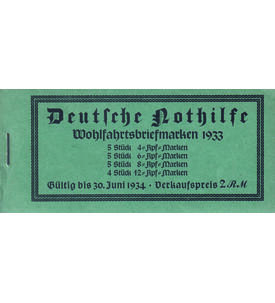 Deutsche Nothilfe
Wohlfahrtsbriefmarken 1933
5 Stück 4=Rpf=Marken
5 Stück 6=Rpf=Marken
5 Stück 8=Rpf=Marken
4 Stück 12=Rpf=Marken
Gültig bis 30. Juni 1934 · Verkaufspreis 2 RM